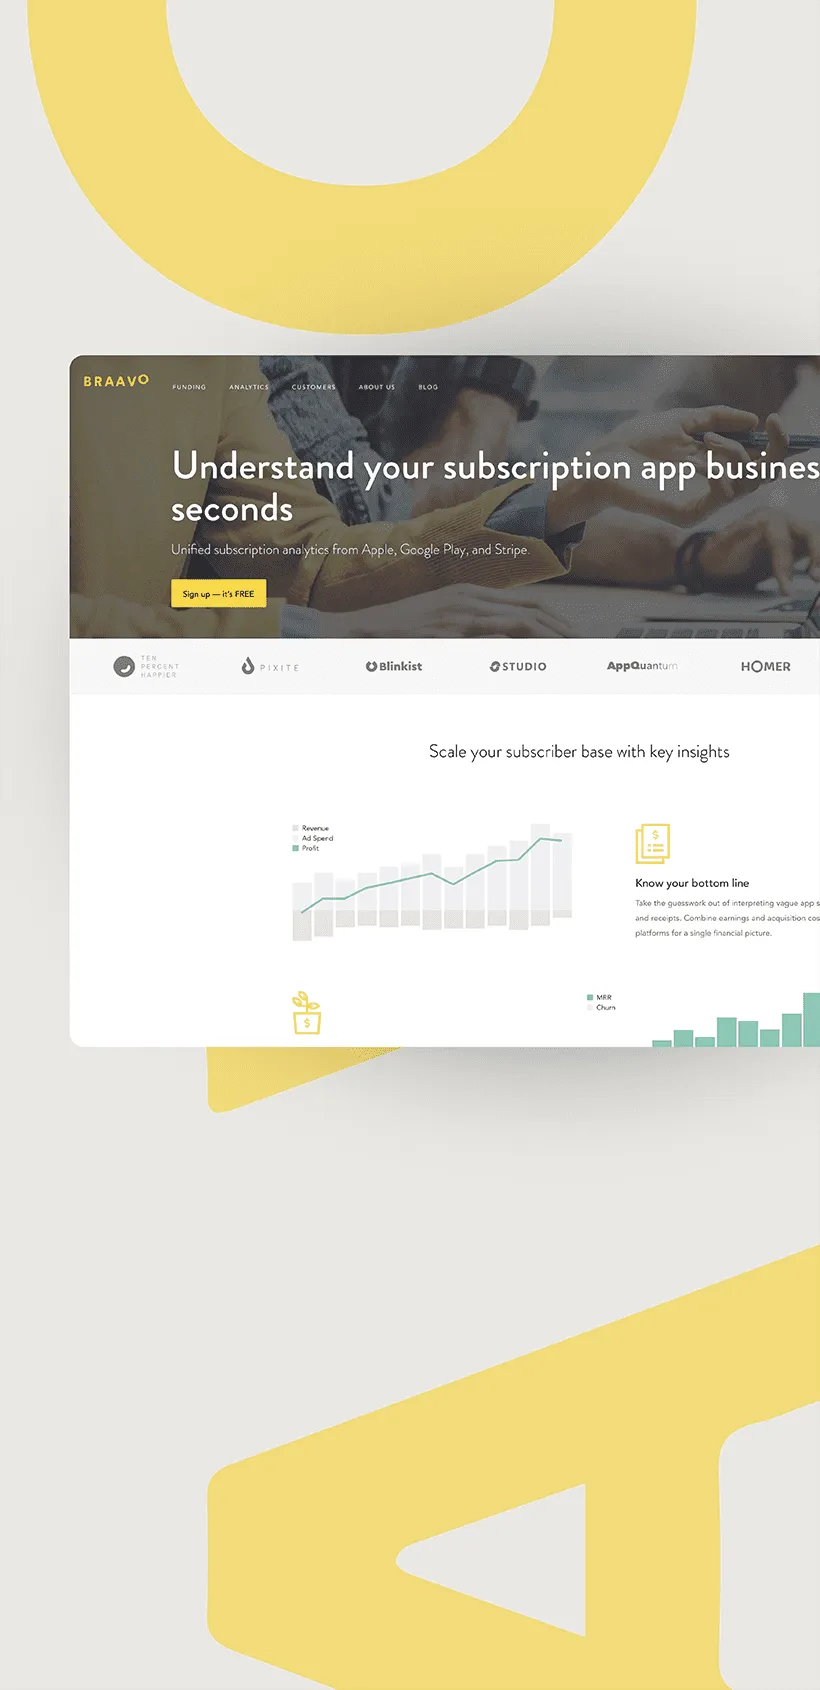 BRAAVO
FUNDING ANALYTICS CUSTOMERS ABOUT US BLOG
Understand your subscription app busines
seconds
Unified subscription analytics from Apple, Google Play, and Stripe.
Sign up — it's FREE
TEN
PERCENT
HAPPIER
PIXITE
Blinkist
STUDIO
AppQuantum
HOMER
Scale your subscriber base with key insights
Revenue
Ad Spend
Profit
Know your bottom line
Take the guesswork out of interpreting vague app s
and receipts. Combine earnings and acquisition cos
platforms for a single financial picture.
MRR
Churn